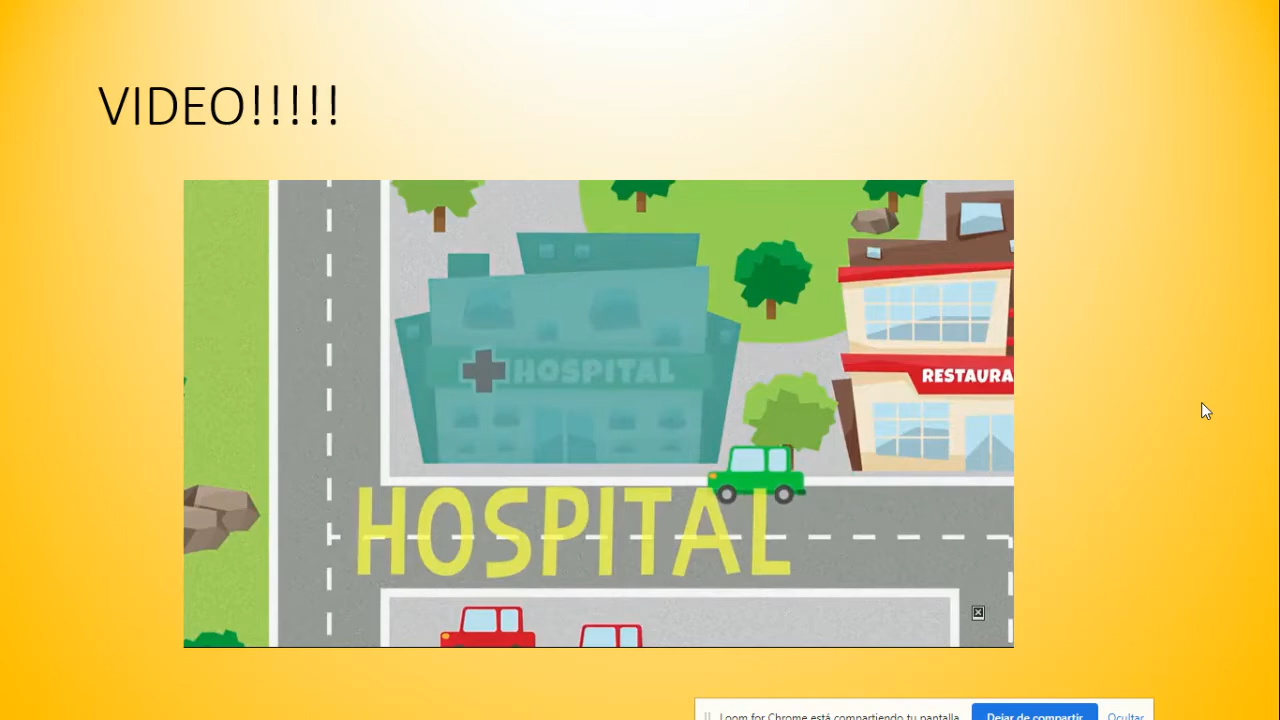 VIDEO!!!!!
HOSPITAL
RESTAURA
HOSPITAL
Loom for Chrome está compartiendo tu pantalla.
Dejar de compartir
Ocultar